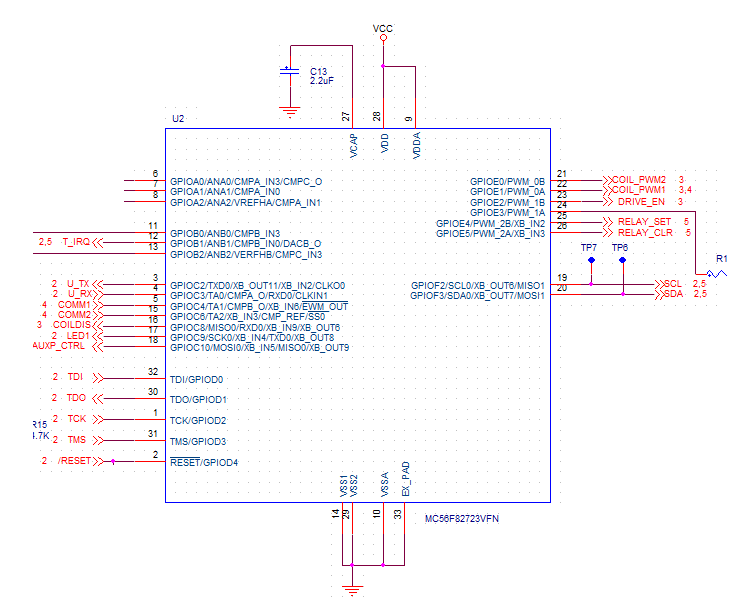 VCC
C13
2.2uF
U2
27
28
9
VCAP
VDD
VDDA
6 GPIOA0/ANA0/CMPA_IN3/CMPC_O
7 GPIOA1/ANA1/CMPA_IN0
8 GPIOA2/ANA2/VREFHA/CMPA_IN1
11 GPIOB0/ANB0/CMPB_IN3
2,5 T_IRQ 12 GPIOB1/ANB1/CMPB_IN0/DACB_O
13 GPIOB2/ANB2/VERFHB/CMPC_IN3
2 U_TX 3 GPIOC2/TXD0/XB_OUT11/XB_IN2/CLKO0
2 U_RX 4 GPIOC3/TA0/CMPA_O/RXD0/CLKIN1
4 COMM1 5 GPIOC4/TA1/CMPB_O/XB_IN6/EWM_OUT
4 COMM2 15 GPIOC6/TA2/XB_IN3/CMP_REF/SS0
3 COILDIS 16 GPIOC8/MISO0/RXD0/XB_IN9/XB_OUT6
2 LED1 17 GPIOC9/SCK0/XB_IN4/TXD0/XB_OUT8
AUXP_CTRL 18 GPIOC10/MOSI0/XB_IN5/MISO0/XB_OUT9
2 TDI 32 TDI/GPIOD0
2 TDO 30 TDO/GPIOD1
2 TCK 1 TCK/GPIOD2
R15
4.7K
2 TMS 31 TMS/GPIOD3
2 /RESET 2 RESET/GPIOD4
GPIOE0/PWM_0B 21 COIL_PWM2 3
GPIOE1/PWM_0A 22 COIL_PWM1 3,4
GPIOE2/PWM_1B 23 DRIVE_EN 3
GPIOE3/PWM_1A 24
GPIOE4/PWM_2B/XB_IN2 25 RELAY_SET 5
GPIOE5/PWM_2A/XB_IN3 26 RELAY_CLR 5
TP7 TP6
R1
GPIOF2/SCL0/XB_OUT6/MISO1 19 SCL 2,5
GPIOF3/SDA0/XB_OUT7/MOSI1 20 SDA 2,5
VSS1
VSS2
VSSA
EX_PAD
14
29
10
33
MC56F82723VFN